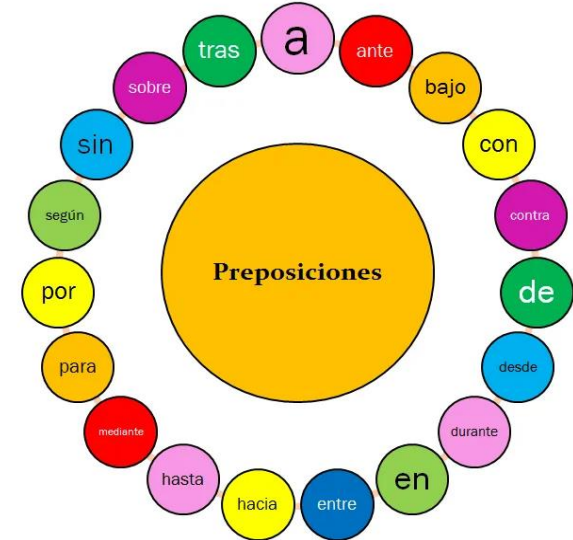 Preposiciones
a
ante
bajo
con
contra
de
desde
durante
en
entre
hacia
hasta
mediante
para
por
según
sin
sobre
tras